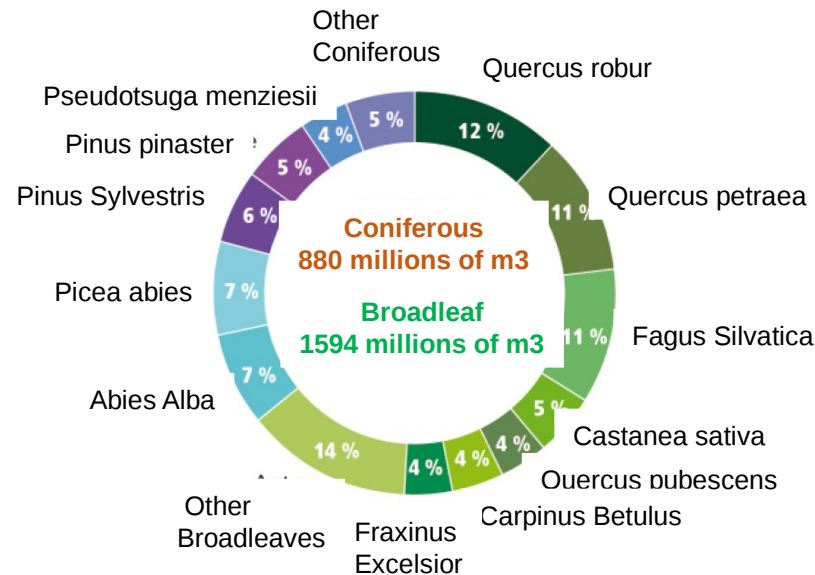 Other
Coniferous
Quercus robur
Pseudotsuga menziesii
5 %
12 %
4 %
Pinus pinaster
5 %
Pinus Sylvestris
6 %
11 %
Quercus petraea
Coniferous
880 millions of m3
Picea abies
7 %
Broadleaf
1594 millions of m3
11 %
Fagus Silvatica
7 %
Abies Alba
5 %
Castanea sativa
14 %
4 %
4 %
4 %
Quercus pubescens
Other
Broadleaves
Fraxinus
Excelsior
Carpinus Betulus